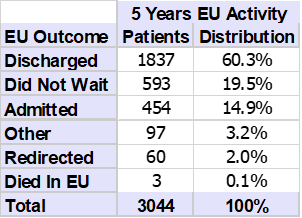 5 Years EU Activity
EU Outcome Patients Distribution
Discharged 1837 60.3%
Did Not Wait 593 19.5%
Admitted 454 14.9%
Other 97 3.2%
Redirected 60 2.0%
Died In EU 3 0.1%
Total 3044 100%